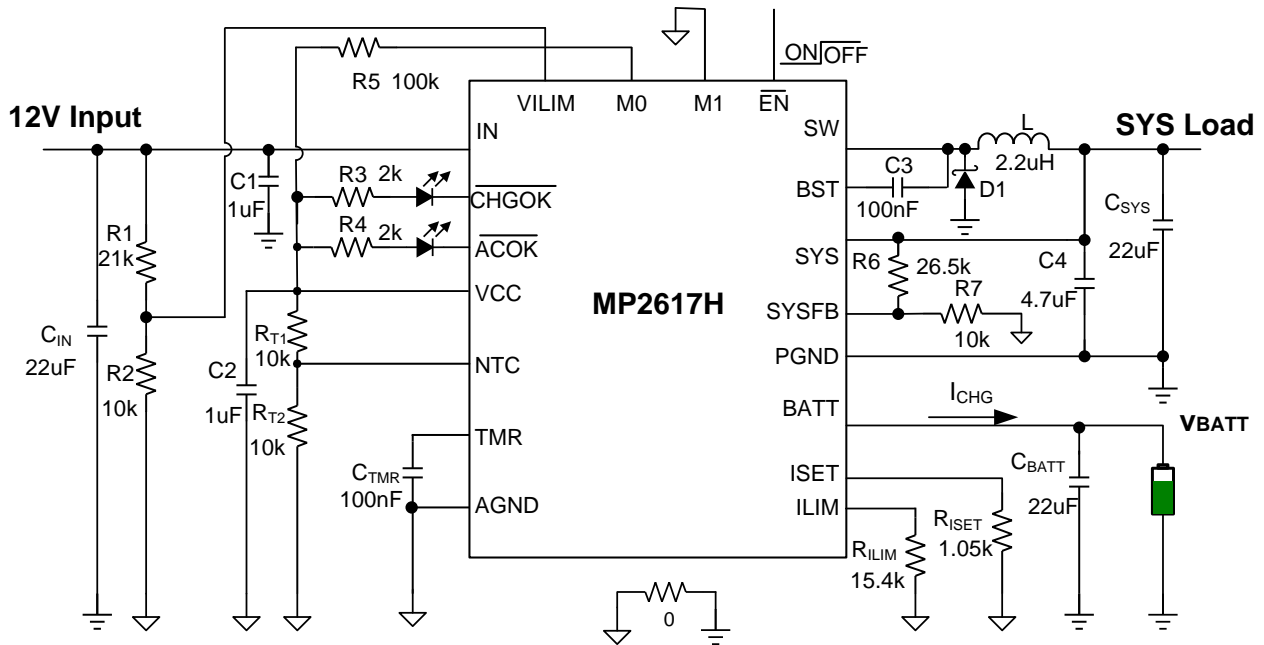 ON OFF
R5 100k
VILIM M0 M1 EN
12V Input
IN
SW
L
2.2uH
SYS Load
C1
1uF
R3 2k
CHGOK
BST
C3
100nF
D1
R1
21k
R4 2k
ACOK
CSYS
22uF
SYS
R6
26.5k
C4
4.7uF
VCC
MP2617H
SYSFB
R7
10k
CIN
22uF
RT1
10k
R2
10k
C2
1uF
NTC
PGND
RT2
10k
BATT
ICHG
VBATT
TMR
CTMR
100nF
ISET
CBATT
22uF
AGND
ILIM
RISET
1.05k
RILIM
15.4k
0